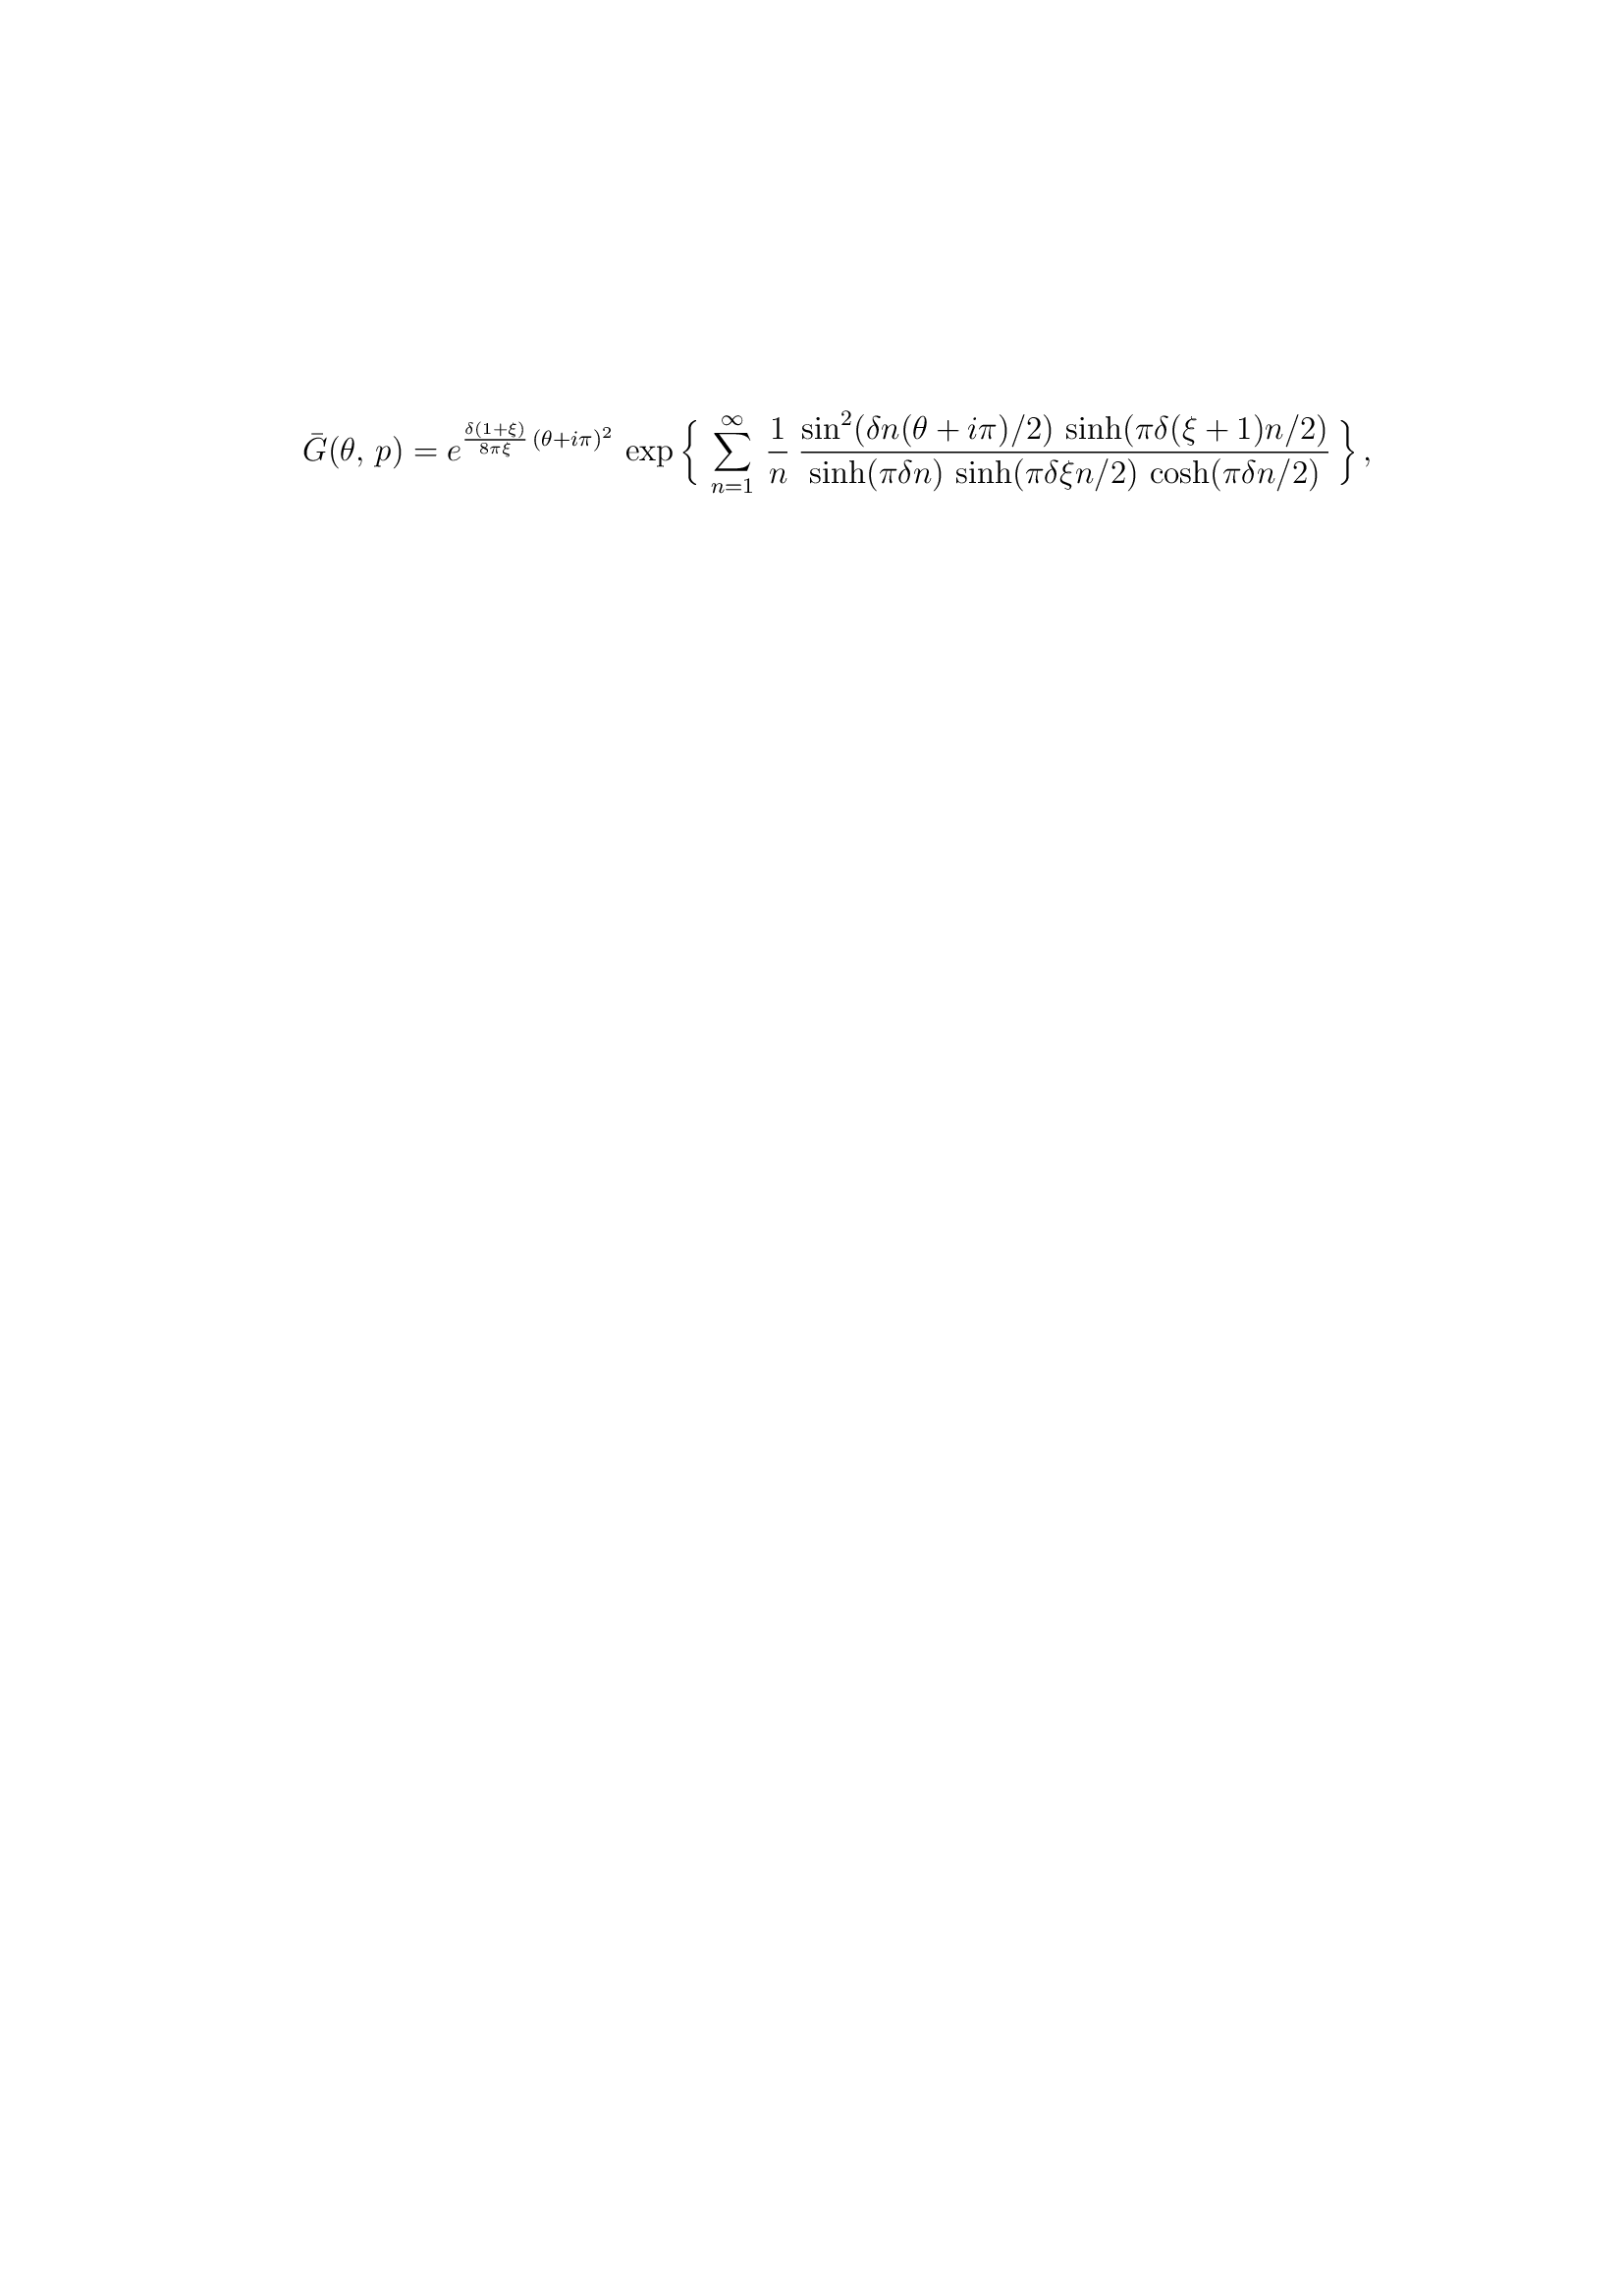 \bar{G}(\theta,\, p) = e^{\frac{\delta(1+\xi)}{8\pi\xi}(\theta+i\pi)^2} \exp\left\{ \sum_{n=1}^{\infty} \frac{1}{n} \frac{\sin^2(\delta n(\theta+i\pi)/2)\, \sinh(\pi\delta(\xi+1)n/2)}{\sinh(\pi\delta n)\, \sinh(\pi\delta\xi n/2)\, \cosh(\pi\delta n/2)} \right\},